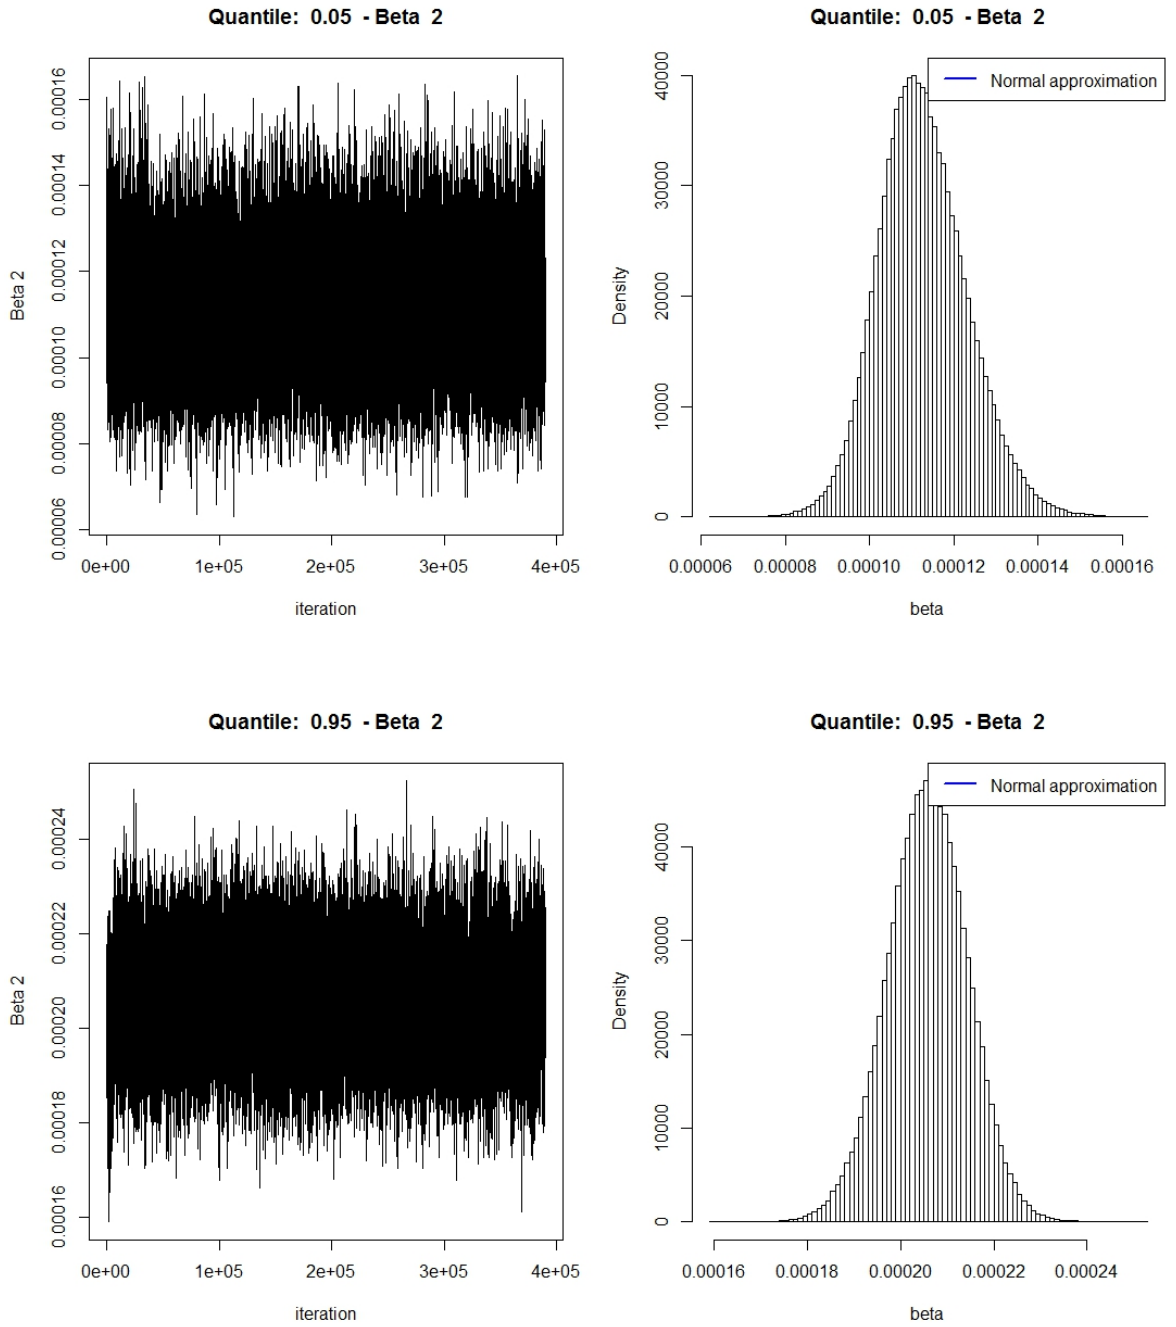 Quantile: 0.05 - Beta 2
Beta 2
0.00006 0.00008 0.00010 0.00012 0.00014 0.00016
0e+00 1e+05 2e+05 3e+05 4e+05
iteration
Quantile: 0.05 - Beta 2
Normal approximation
Density
0 10000 20000 30000 40000
0.00006 0.00008 0.00010 0.00012 0.00014 0.00016
beta
Quantile: 0.95 - Beta 2
Beta 2
0.00016 0.00018 0.00020 0.00022 0.00024
0e+00 1e+05 2e+05 3e+05 4e+05
iteration
Quantile: 0.95 - Beta 2
Normal approximation
Density
0 10000 20000 30000 40000
0.00016 0.00018 0.00020 0.00022 0.00024
beta